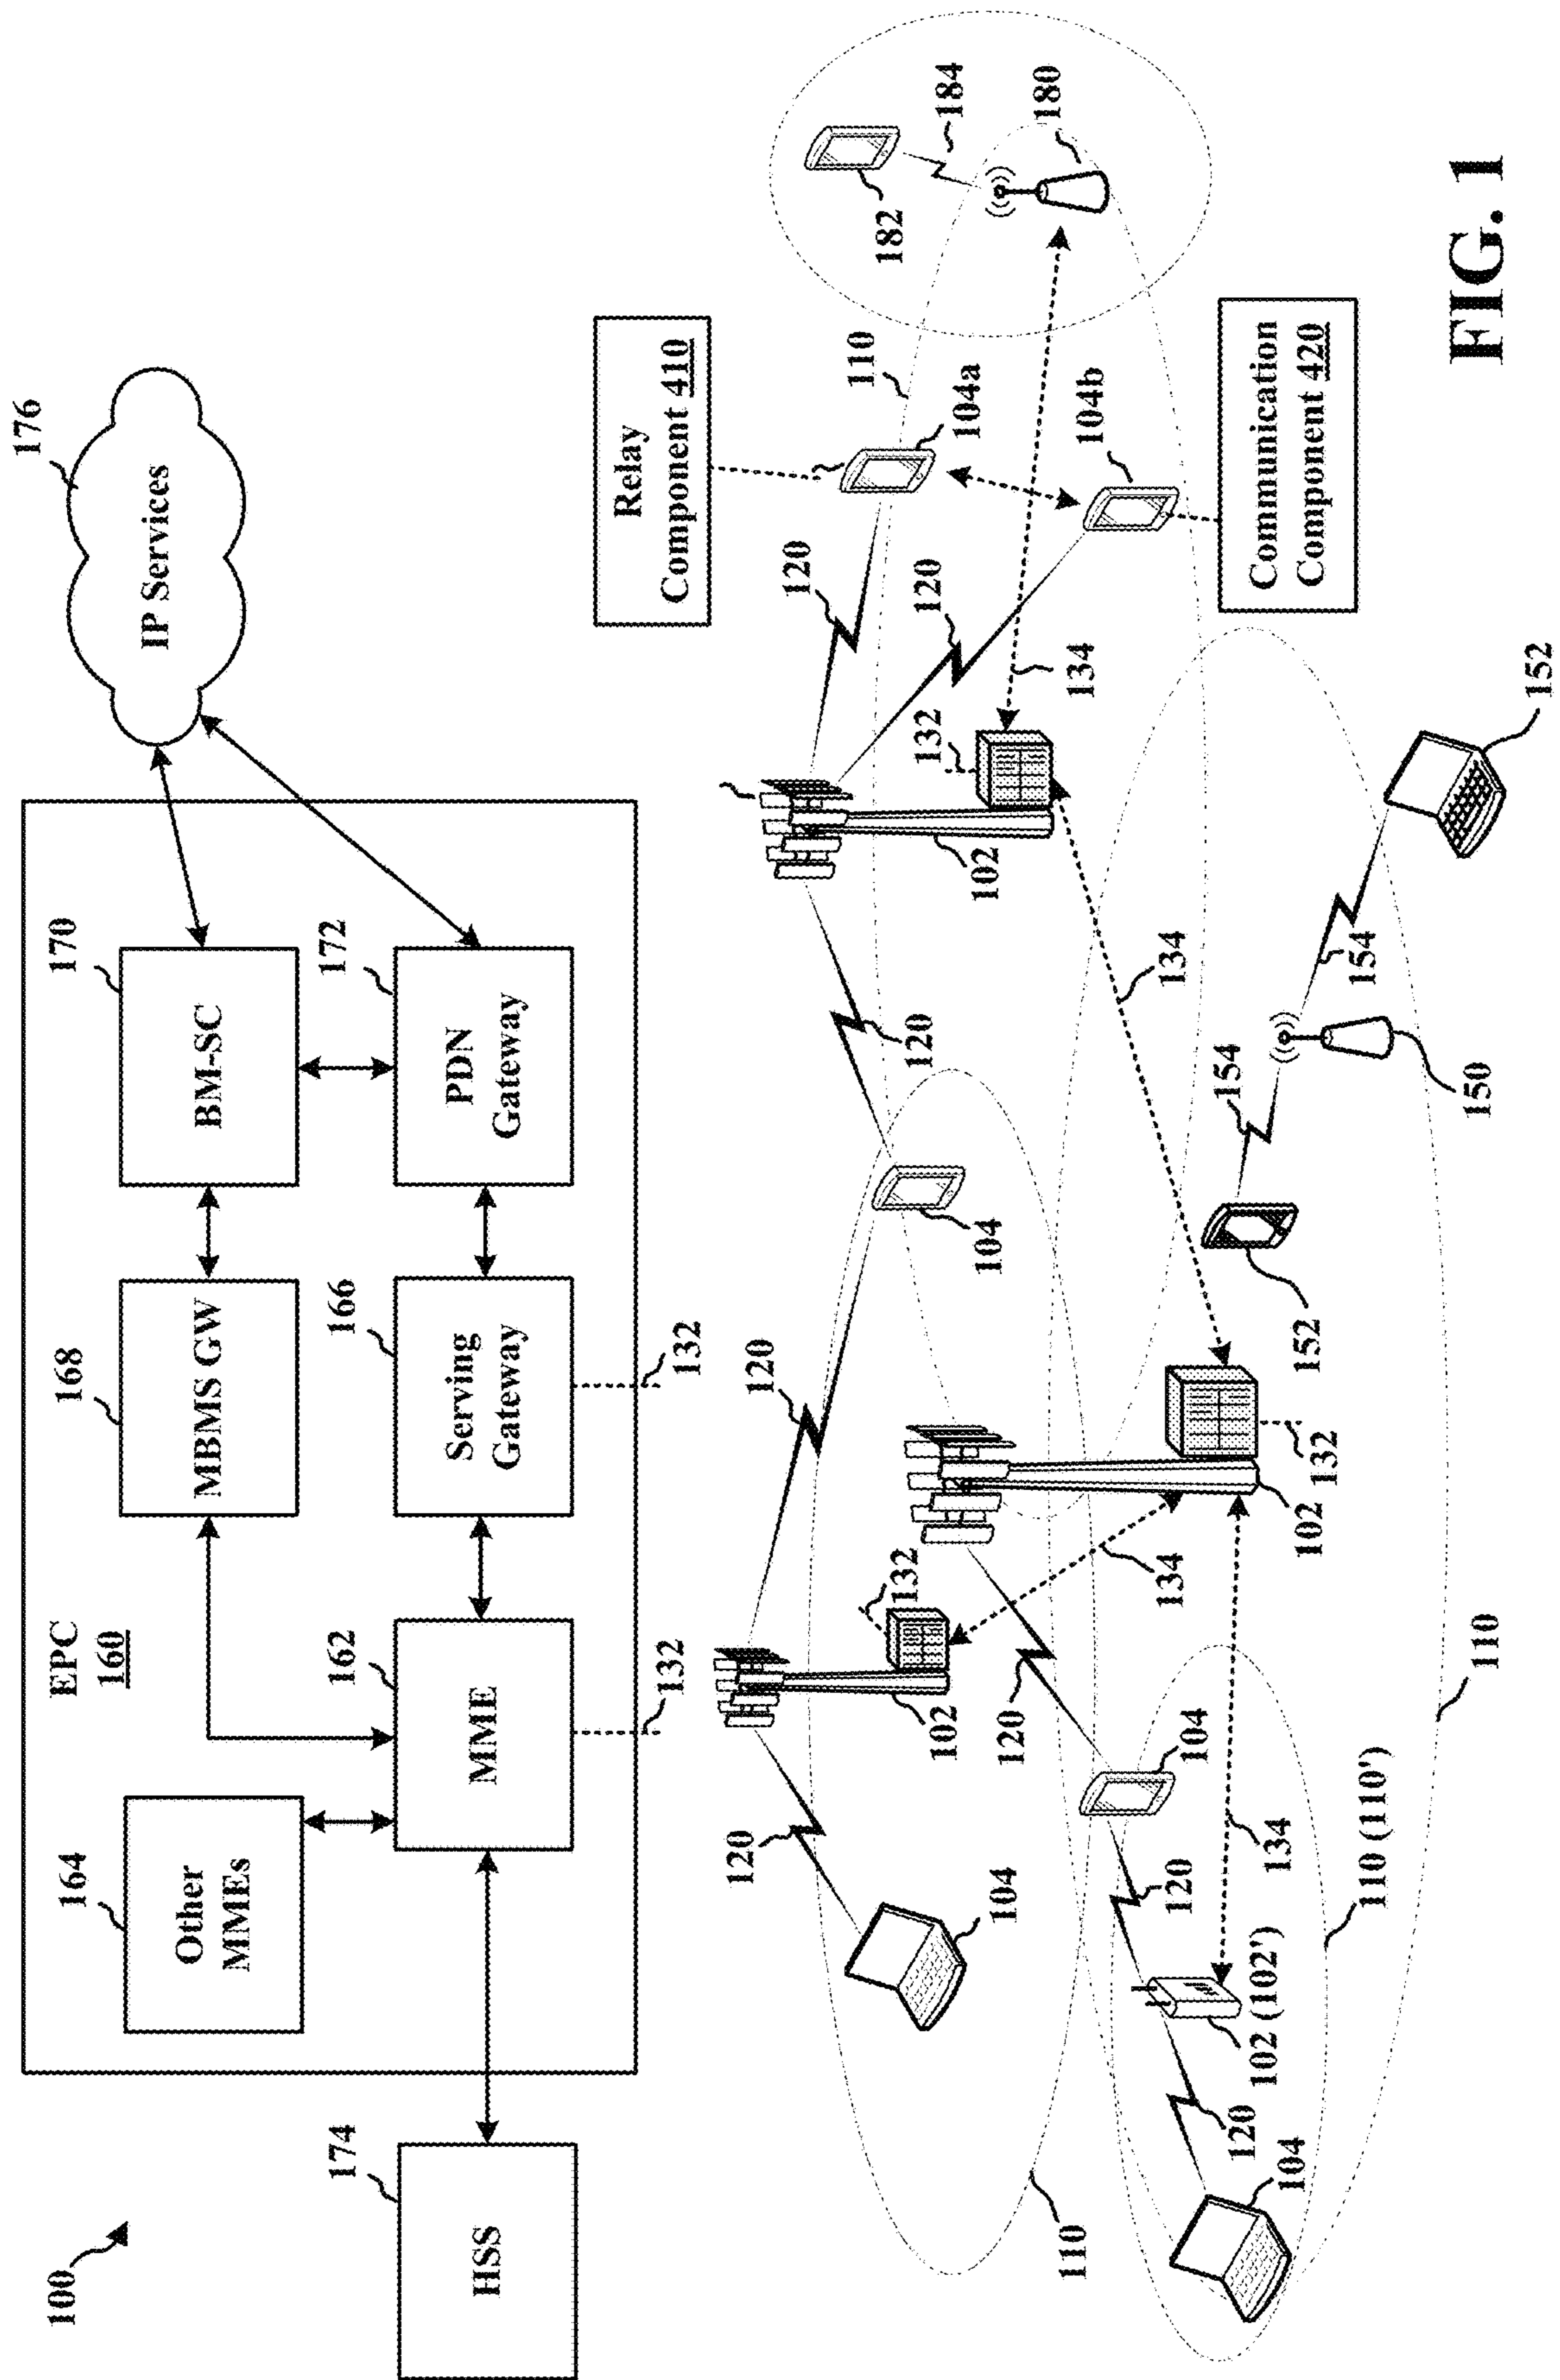 100
EPC
160
164
Other
MMEs
162
MME
168
MBMS GW
166
Serving
Gateway
170
BM-SC
172
PDN
Gateway
176
IP Services
174
HSS
132
132
Relay
Component 410
120
120
120
120
120
120
120
120
104
104
104
104
104a
104b
110
110
110
110 (110')
102
102
102
102 (102')
132
132
132
134
134
134
134
182
184
180
Communication
Component 420
154
154
152
152
150
FIG. 1